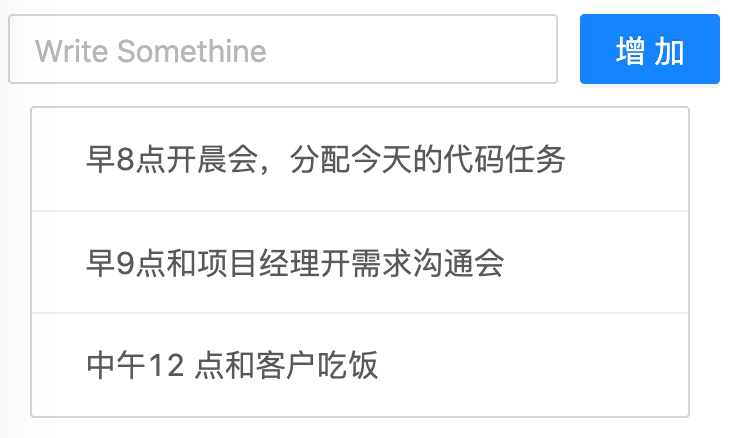 Write Somethine
增 加
早8点开晨会，分配今天的代码任务
早9点和项目经理开需求沟通会
中午12 点和客户吃饭